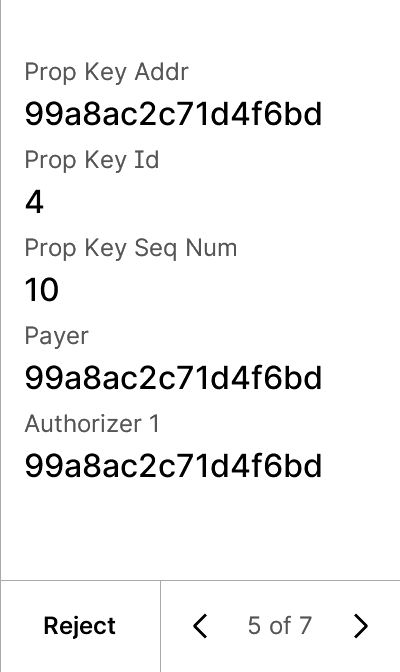 Prop Key Addr
99a8ac2c71d4f6bd
Prop Key Id
4
Prop Key Seq Num
10
Payer
99a8ac2c71d4f6bd
Authorizer 1
99a8ac2c71d4f6bd
Reject
5 of 7